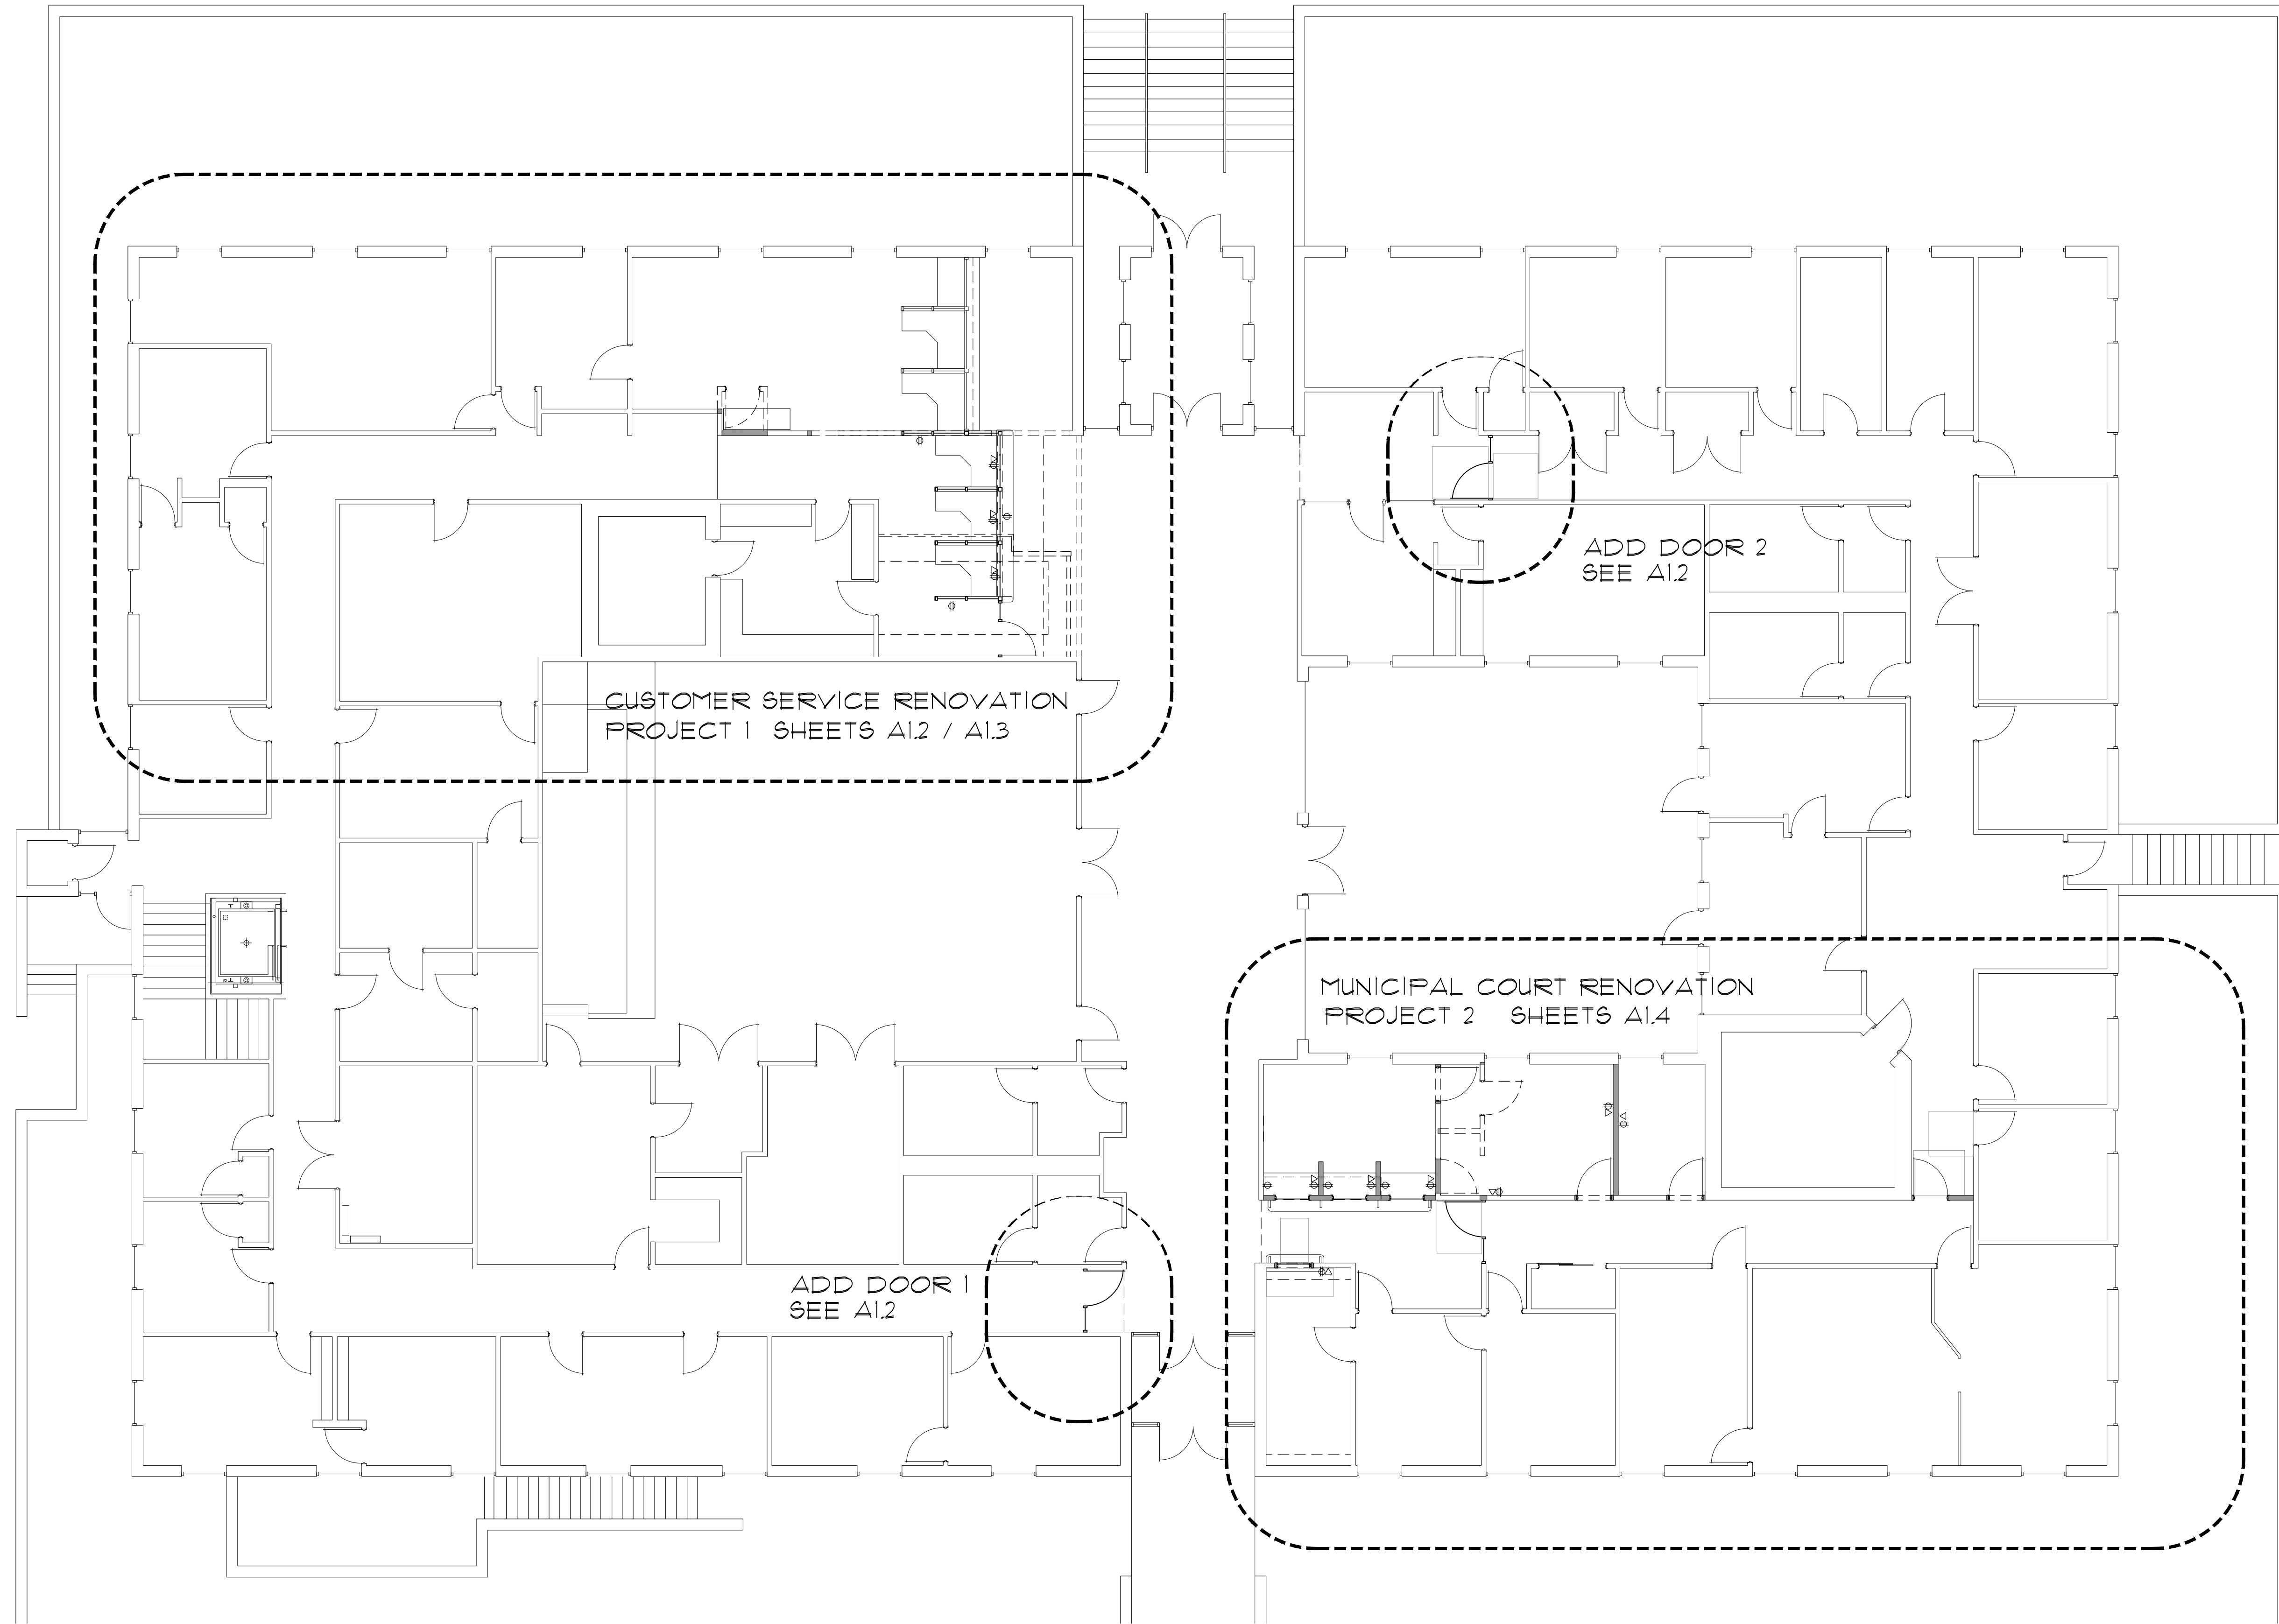 ADD DOOR 2
SEE A1.2
CUSTOMER SERVICE RENOVATION
PROJECT 1 SHEETS A1.2 / A1.3
MUNICIPAL COURT RENOVATION
PROJECT 2 SHEETS A1.4
ADD DOOR 1
SEE A1.2